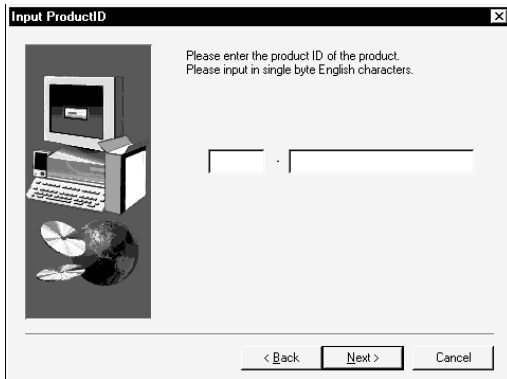 Input ProductID
Please enter the product ID of the product.
Please input in single byte English characters.
-
< Back
Next >
Cancel